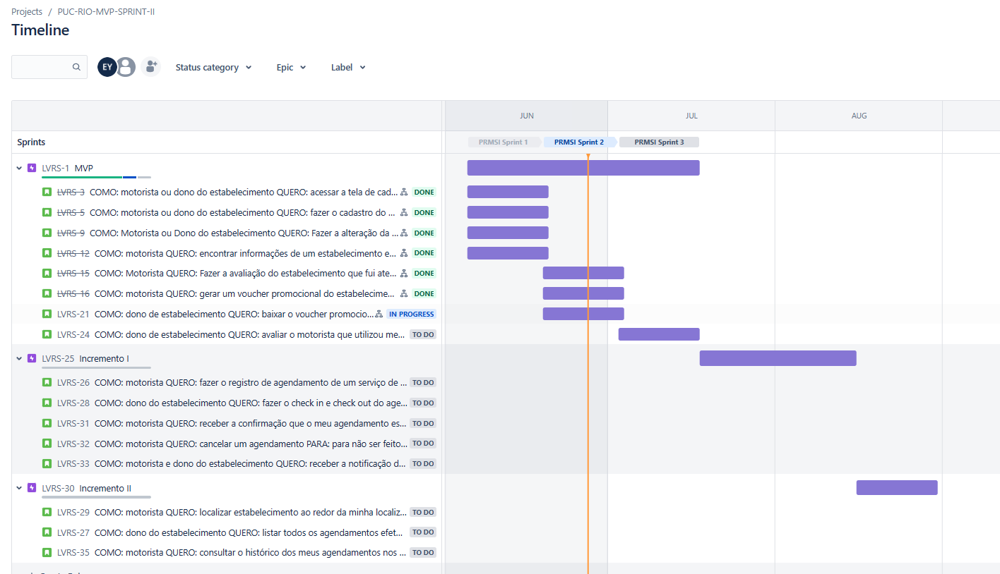 Projects / PUC-RIO-MVP-SPRINT-II
Timeline
EY Status category Epic Label
JUN JUL AUG
Sprints PRMSI Sprint 1 PRMSI Sprint 2 PRMSI Sprint 3
LVRS-1 MVP
LVRS-3 COMO: motorista ou dono do estabelecimento QUERO: acessar a tela de cad... DONE
LVRS-5 COMO: motorista ou dono do estabelecimento QUERO: fazer o cadastro do ... DONE
LVRS-9 COMO: Motorista ou Dono do estabelecimento QUERO: Fazer a alteração da ... DONE
LVRS-12 COMO: motorista QUERO: encontrar informações de um estabelecimento e... DONE
LVRS-15 COMO: Motorista QUERO: Fazer a avaliação do estabelecimento que fui ate... DONE
LVRS-16 COMO: motorista QUERO: gerar um voucher promocional do estabelecime... DONE
LVRS-21 COMO: dono de estabelecimento QUERO: baixar o voucher promocio... IN PROGRESS
LVRS-24 COMO: dono de estabelecimento QUERO: avaliar o motorista que utilizou me... TO DO
LVRS-25 Incremento I
LVRS-26 COMO: motorista QUERO: fazer o registro de agendamento de um serviço de ... TO DO
LVRS-28 COMO: dono do estabelecimento QUERO: fazer o check in e check out do age... TO DO
LVRS-31 COMO: motorista QUERO: receber a confirmação que o meu agendamento es... TO DO
LVRS-32 COMO: motorista QUERO: cancelar um agendamento PARA: para não ser feito... TO DO
LVRS-33 COMO: motorista e dono do estabelecimento QUERO: receber a notificação d... TO DO
LVRS-30 Incremento II
LVRS-29 COMO: motorista QUERO: localizar estabelecimento ao redor da minha localiz... TO DO
LVRS-27 COMO: dono do estabelecimento QUERO: listar todos os agendamentos efet... TO DO
LVRS-35 COMO: motorista QUERO: consultar o histórico dos meus agendamentos nos ... TO DO